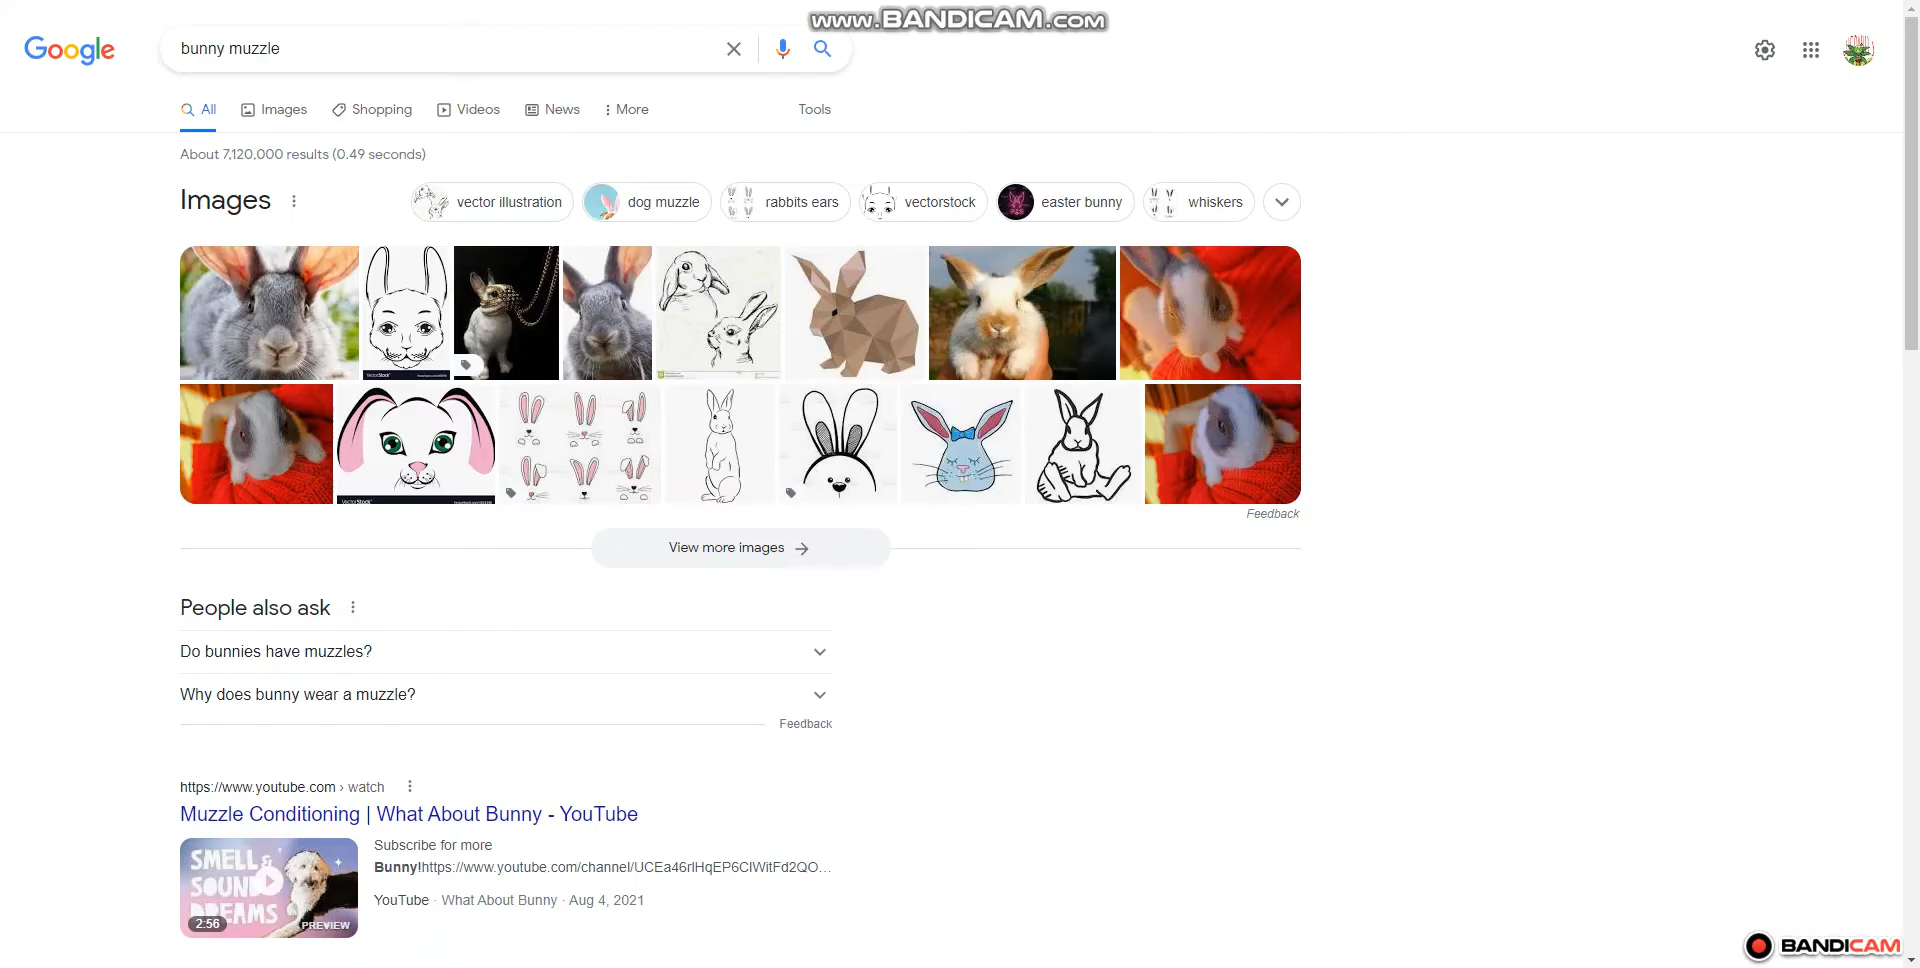 www.BANDICAM.com
Google
bunny muzzle
All
Images
Shopping
Videos
News
More
Tools
About 7,120,000 results (0.49 seconds)
Images
vector illustration
dog muzzle
rabbits ears
vectorstock
easter bunny
whiskers
VectorStock
VectorStock
Feedback
View more images
People also ask
Do bunnies have muzzles?
Why does bunny wear a muzzle?
Feedback
https://www.youtube.com › watch
Muzzle Conditioning | What About Bunny - YouTube
SMELL &
SOUND
DREAMS
2:56
PREVIEW
Subscribe for more
Bunny!https://www.youtube.com/channel/UCEa46rlHqEP6CIWitFd2QO...
YouTube · What About Bunny · Aug 4, 2021
BANDICAM